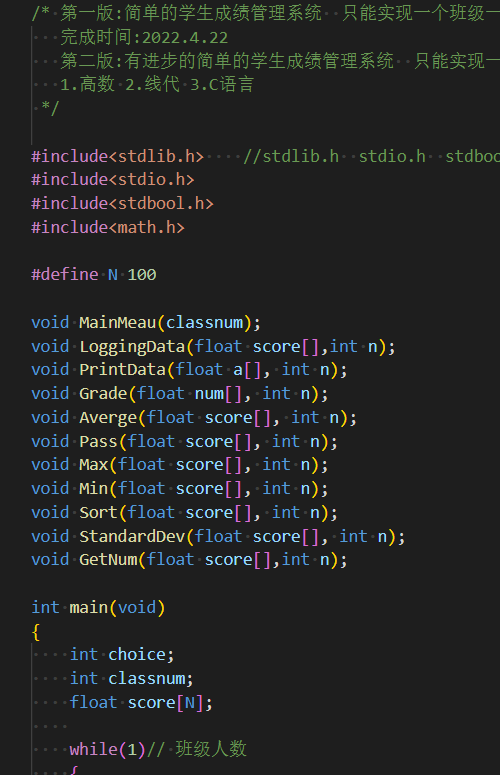 /* 第一版:简单的学生成绩管理系统  只能实现一个班级一
完成时间:2022.4.22
第二版:有进步的简单的学生成绩管理系统  只能实现一
1.高数 2.线代 3.C语言
*/
#include<stdlib.h>    //stdlib.h  stdio.h  stdboo
#include<stdio.h>
#include<stdbool.h>
#include<math.h>
#define N 100
void MainMeau(classnum);
void LoggingData(float score[],int n);
void PrintData(float a[], int n);
void Grade(float num[], int n);
void Averge(float score[], int n);
void Pass(float score[], int n);
void Max(float score[], int n);
void Min(float score[], int n);
void Sort(float score[], int n);
void StandardDev(float score[], int n);
void GetNum(float score[],int n);
int main(void)
{
int choice;
int classnum;
float score[N];
while(1)// 班级人数
{